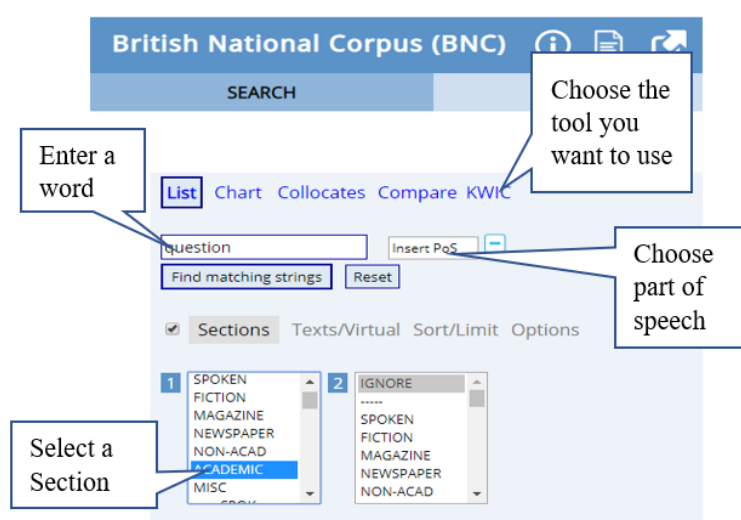 British National Corpus (BNC)
SEARCH
Choose the
tool you
want to use
Enter a
word
List Chart Collocates Compare KWIC
question
Insert PoS
Find matching strings Reset
Choose
part of
speech
Sections Texts/Virtual Sort/Limit Options
1
SPOKEN
FICTION
MAGAZINE
NEWSPAPER
NON-ACAD
ACADEMIC
MISC
2
IGNORE
-----
SPOKEN
FICTION
MAGAZINE
NEWSPAPER
NON-ACAD
Select a
Section